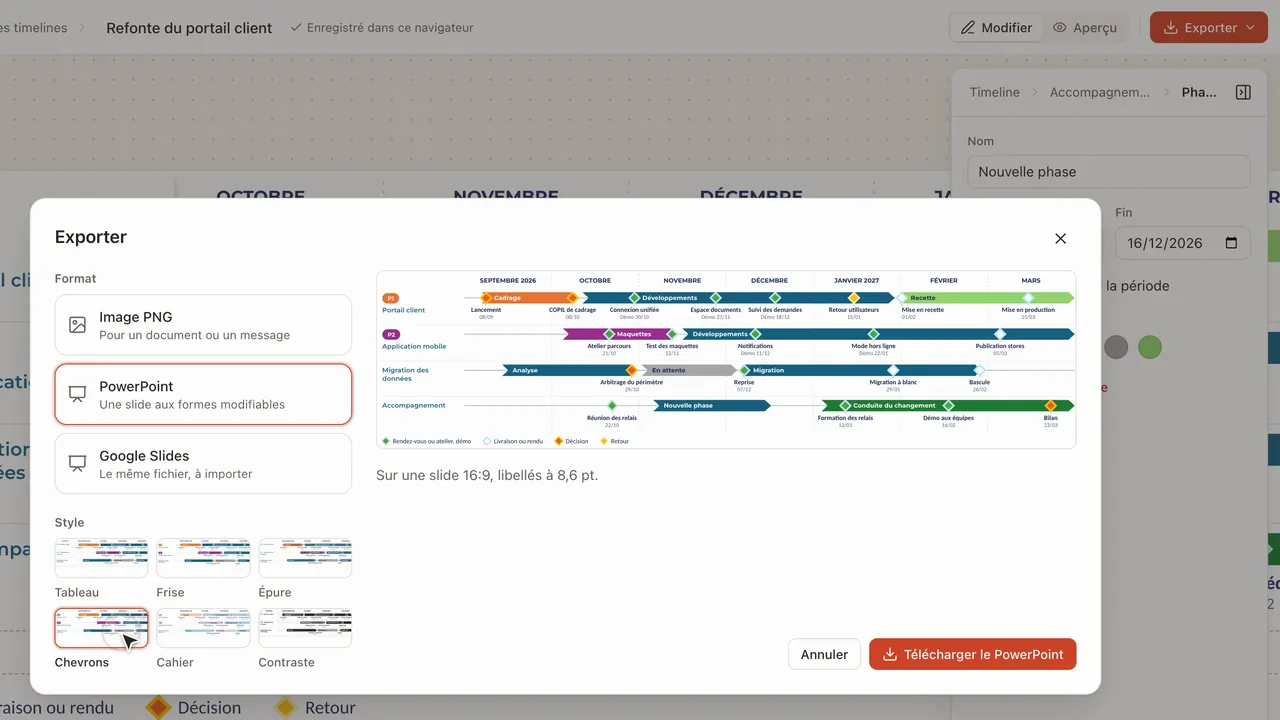 es timelines
Refonte du portail client
Enregistré dans ce navigateur
Modifier
Aperçu
Exporter
Timeline
Accompagnem...
Pha...
Nom
Nouvelle phase
OCTOBRE
NOVEMBRE
DÉCEMBRE
Fin
16/12/2026
la période
Exporter
Format
Image PNG
Pour un document ou un message
PowerPoint
Une slide aux formes modifiables
Google Slides
Le même fichier, à importer
Style
Tableau
Frise
Épure
Chevrons
Cahier
Contraste
SEPTEMBRE 2026 OCTOBRE NOVEMBRE DÉCEMBRE JANVIER 2027 FÉVRIER MARS
P1 Cadrage Développements Recette
Portail client Lancement COPIL de cadrage Connexion unifiée Espace documents Suivi des demandes Retour utilisateurs Mise en recette Mise en production
08/09 08/10 Démo 30/10 Démo 27/11 Démo 18/12 15/01 01/02 15/03
P2 Maquettes Développements
Application mobile Atelier parcours Test des maquettes Notifications Mode hors ligne Publication stores
21/10 12/11 Démo 11/12 Démo 22/01 05/03
Migration des données Analyse En attente Migration
Arbitrage du périmètre Reprise Migration à blanc Bascule
29/10 07/12 29/01 26/02
Accompagnement Nouvelle phase Conduite du changement
Réunion des relais Formation des relais Démo aux équipes Bilan
22/10 12/01 16/02 23/03
Rendez-vous ou atelier, démo Livraison ou rendu Décision Retour
Sur une slide 16:9, libellés à 8,6 pt.
Annuler
Télécharger le PowerPoint
raison ou rendu
Décision
Retour